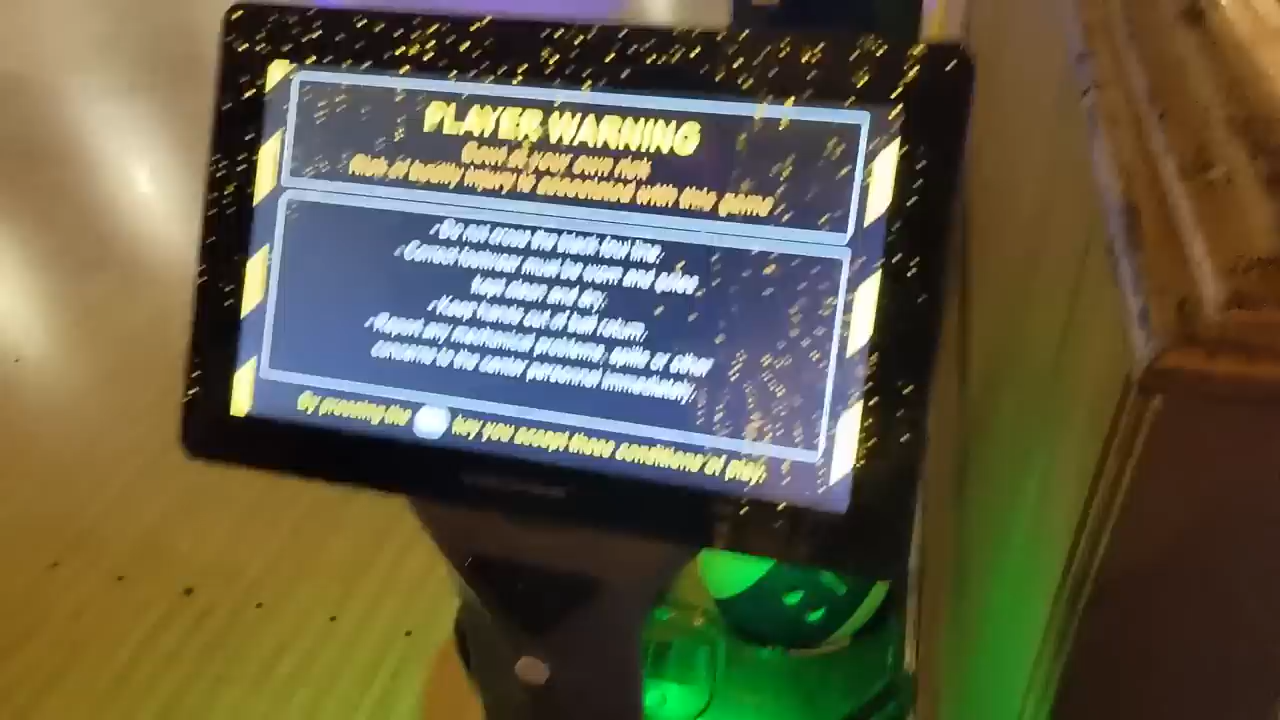 PLAYER WARNING
Bowl at your own risk
Risk of bodily injury is associated with this game
Do not cross the black foul line.
Correct footwear must be worn and soles
kept clean and dry.
Keep hands out of ball return.
Report any mechanical problems, spills or other
concerns to the center personnel immediately.
By pressing the key you accept these conditions of play.